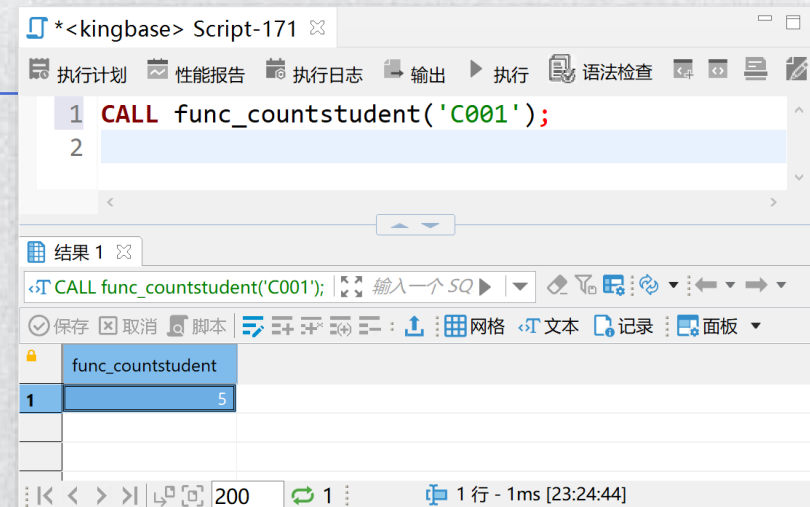 *<kingbase> Script-171
执行计划 性能报告 执行日志 输出 执行 语法检查
1 CALL func_countstudent('C001');
2
结果 1
CALL func_countstudent('C001'); 输入一个 SQ
保存 取消 脚本 网格 文本 记录 面板
func_countstudent
1 5
200 1 1 行 - 1ms [23:24:44]